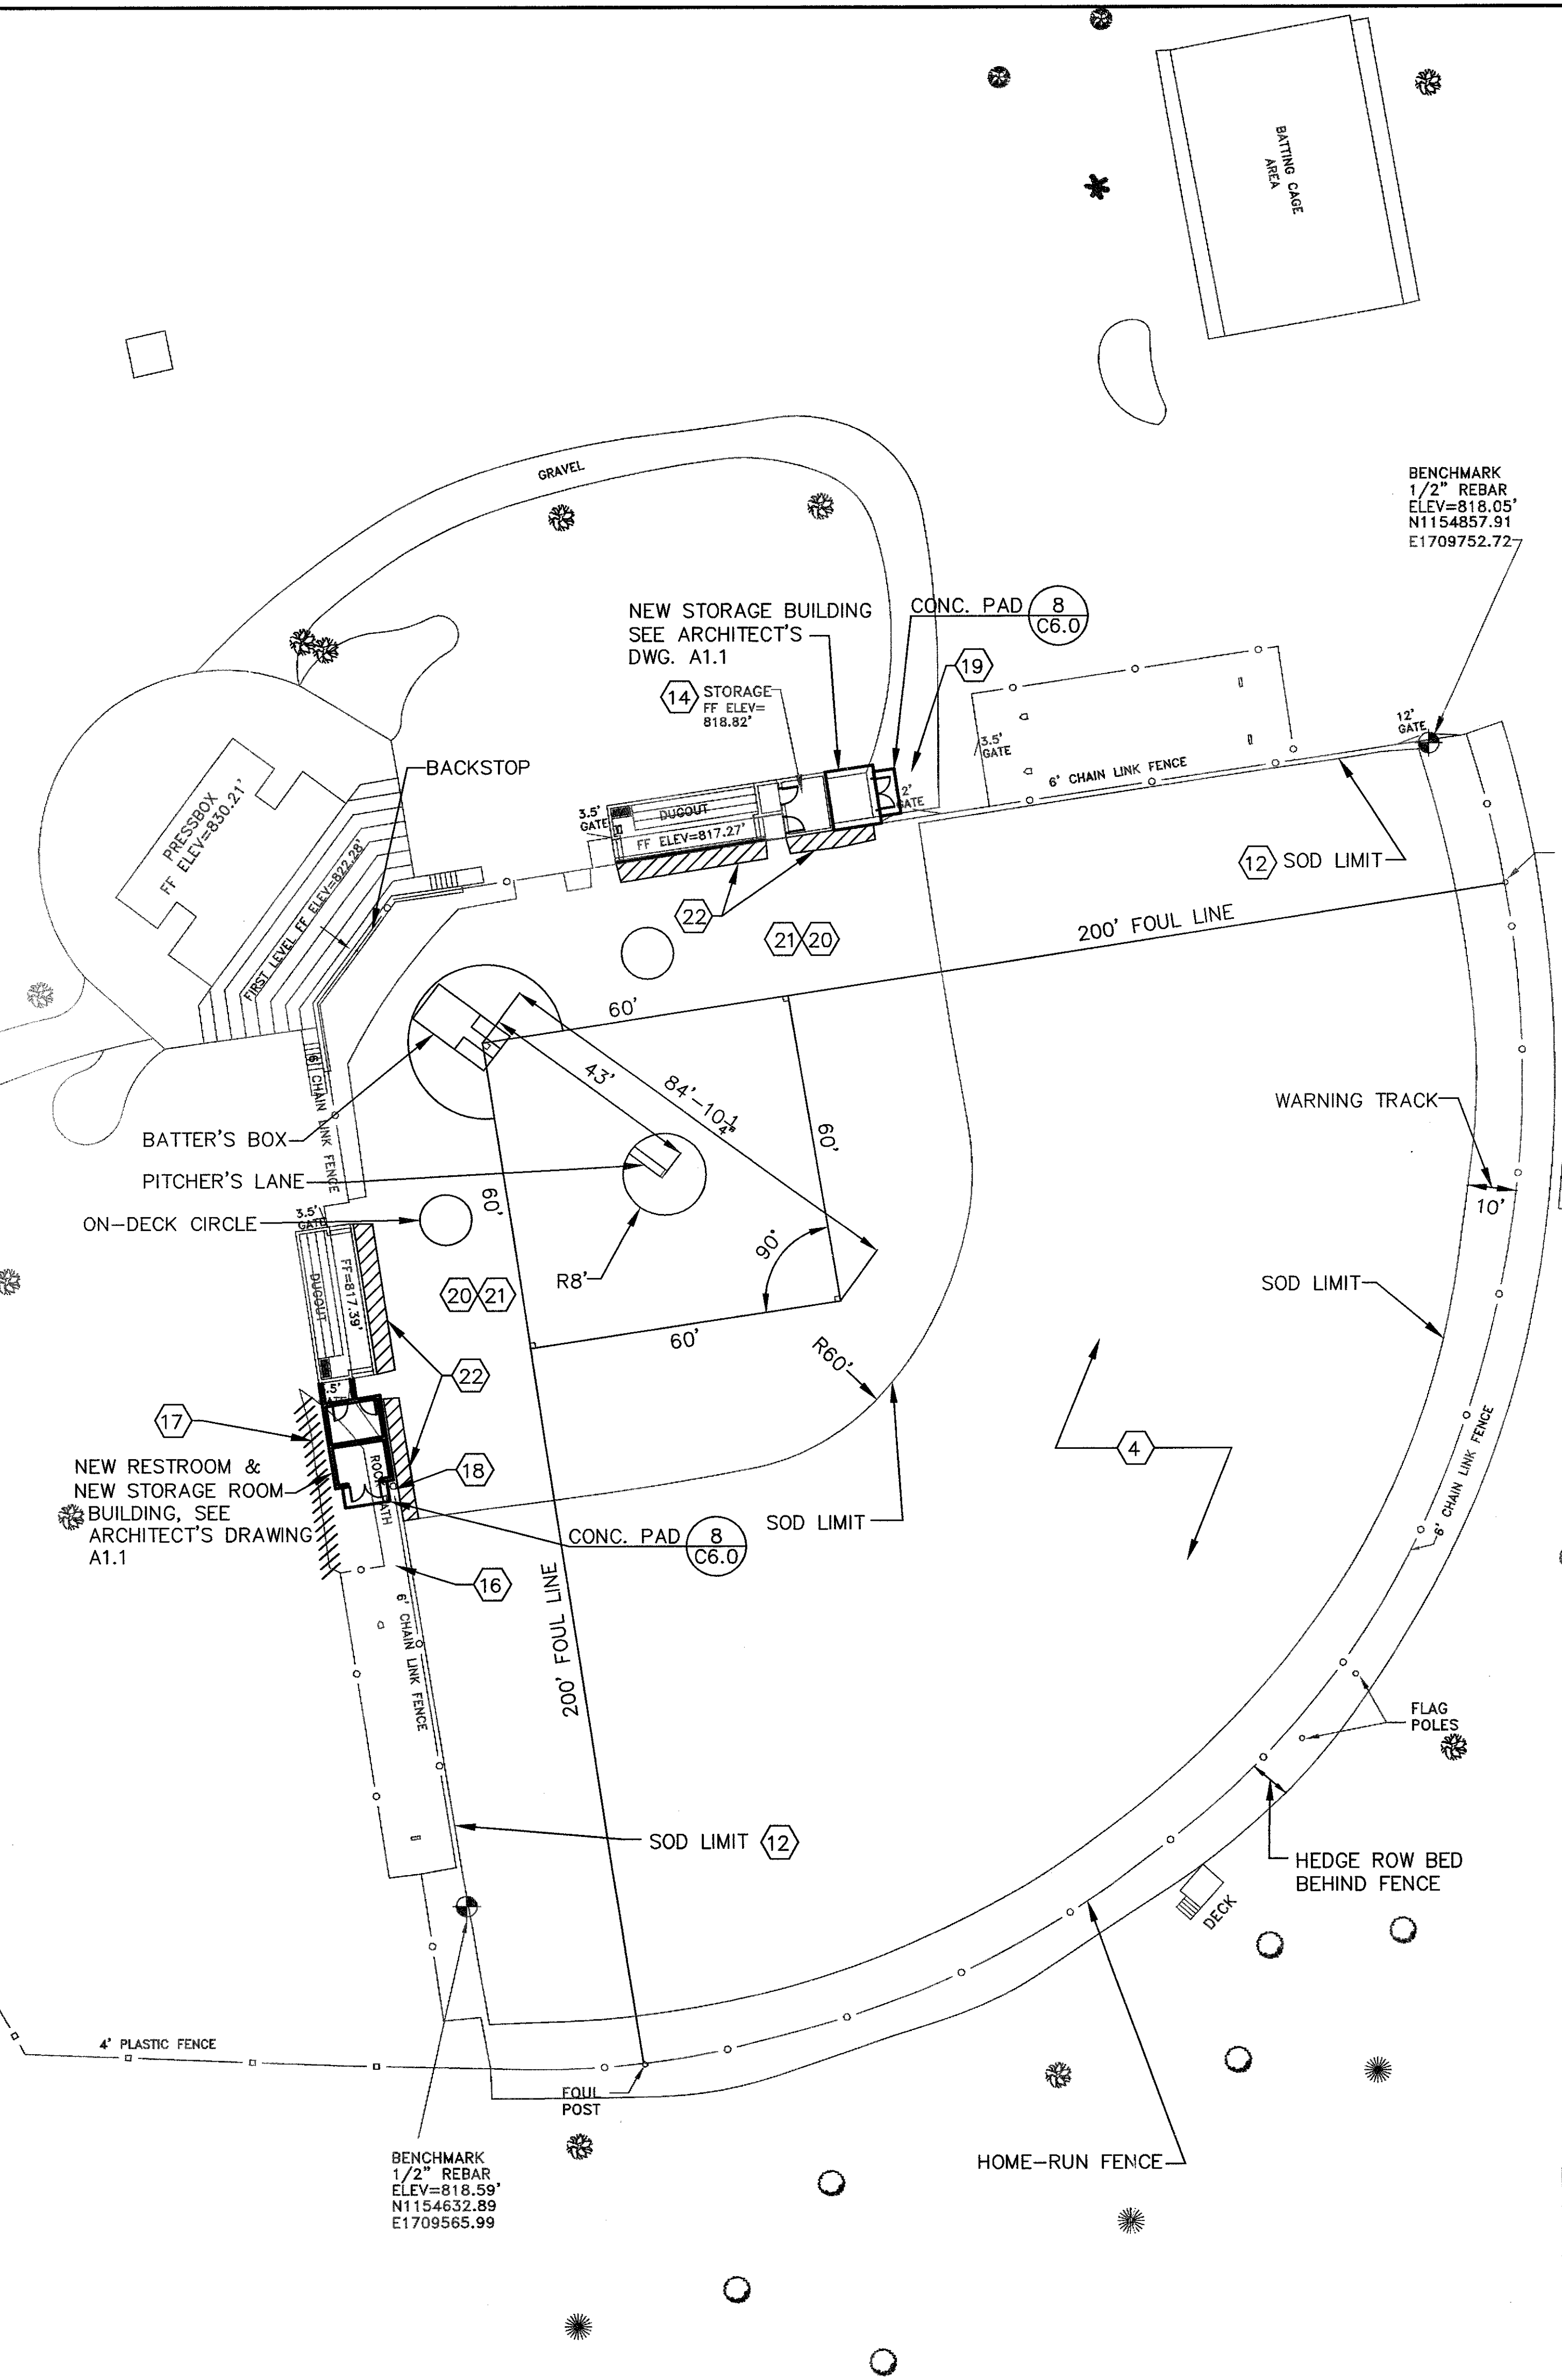 BATTING CAGE
AREA
GRAVEL
BENCHMARK
1/2" REBAR
ELEV=818.05'
N1154857.91
E1709752.72
NEW STORAGE BUILDING
SEE ARCHITECT'S
DWG. A1.1
CONC. PAD
8
C6.0
19
14
STORAGE
FF ELEV=
818.82'
3.5'
GATE
12'
GATE
6' CHAIN LINK FENCE
BACKSTOP
PRESSBOX
FF ELEV=830.21'
FIRST LEVEL FF ELEV=822.28'
3.5'
GATE
DUGOUT
FF ELEV=817.27'
2'
GATE
12
SOD LIMIT
22
21
20
200' FOUL LINE
60'
43'
84'-10 1/4"
60'
6' CHAIN LINK FENCE
BATTER'S BOX
PITCHER'S LANE
ON-DECK CIRCLE
60'
R8'
90°
60'
WARNING TRACK
10'
SOD LIMIT
3.5'
GATE
DUGOUT
FF=817.39'
20
21
22
R60'
.5'
17
NEW RESTROOM &
NEW STORAGE ROOM
BUILDING, SEE
ARCHITECT'S DRAWING
A1.1
18
CONC. PAD
8
C6.0
SOD LIMIT
4
6' CHAIN LINK FENCE
16
6' CHAIN LINK FENCE
200' FOUL LINE
FLAG
POLES
SOD LIMIT
12
HEDGE ROW BED
BEHIND FENCE
DECK
4' PLASTIC FENCE
FOUL
POST
HOME-RUN FENCE
BENCHMARK
1/2" REBAR
ELEV=818.59'
N1154632.89
E1709565.99